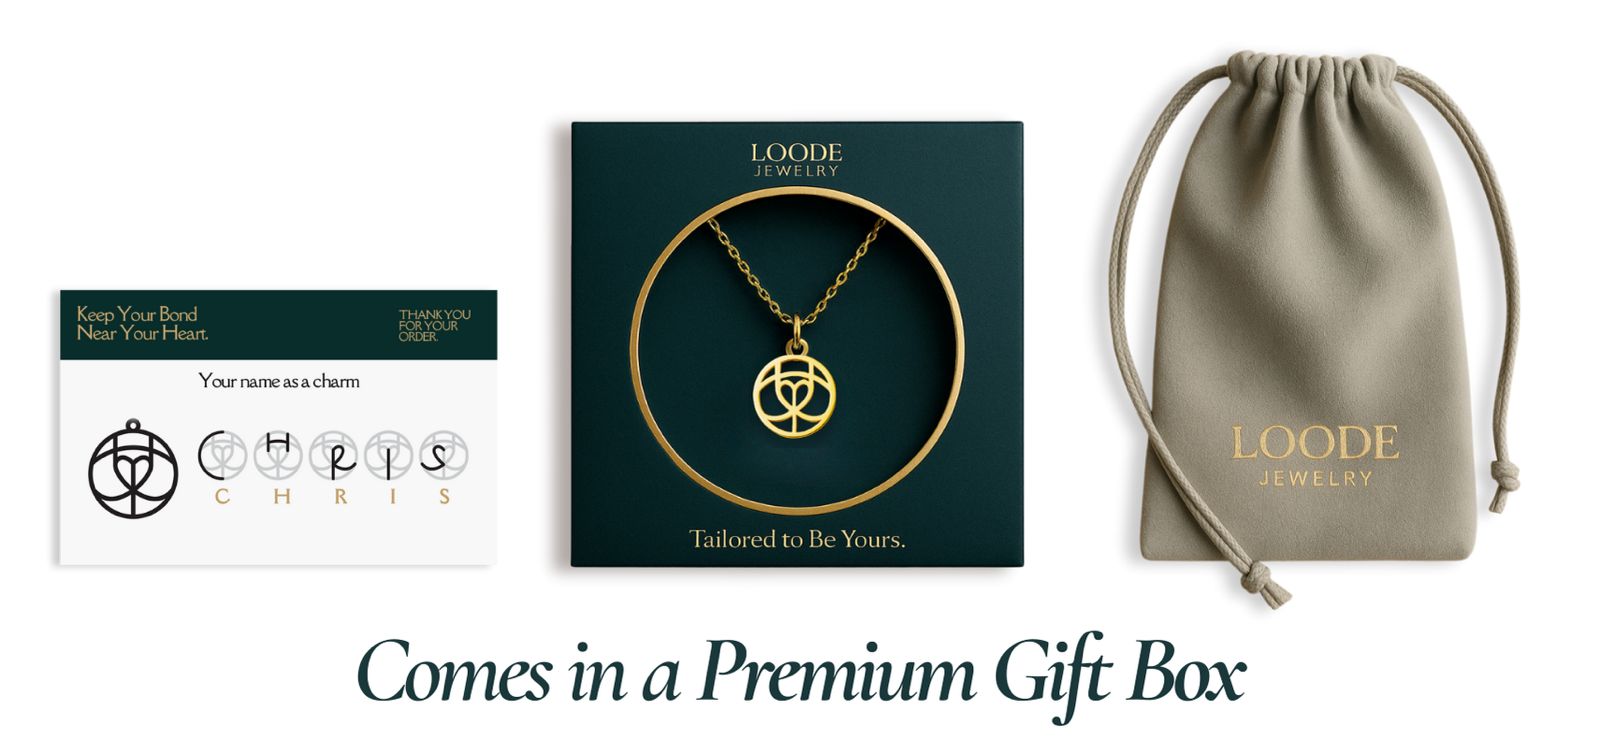 Keep Your Bond
Near Your Heart.
THANK YOU
FOR YOUR
ORDER.
Your name as a charm
C H R I S
C H R I S
LOODE
JEWELRY
Tailored to Be Yours.
LOODE
JEWELRY
Comes in a Premium Gift Box